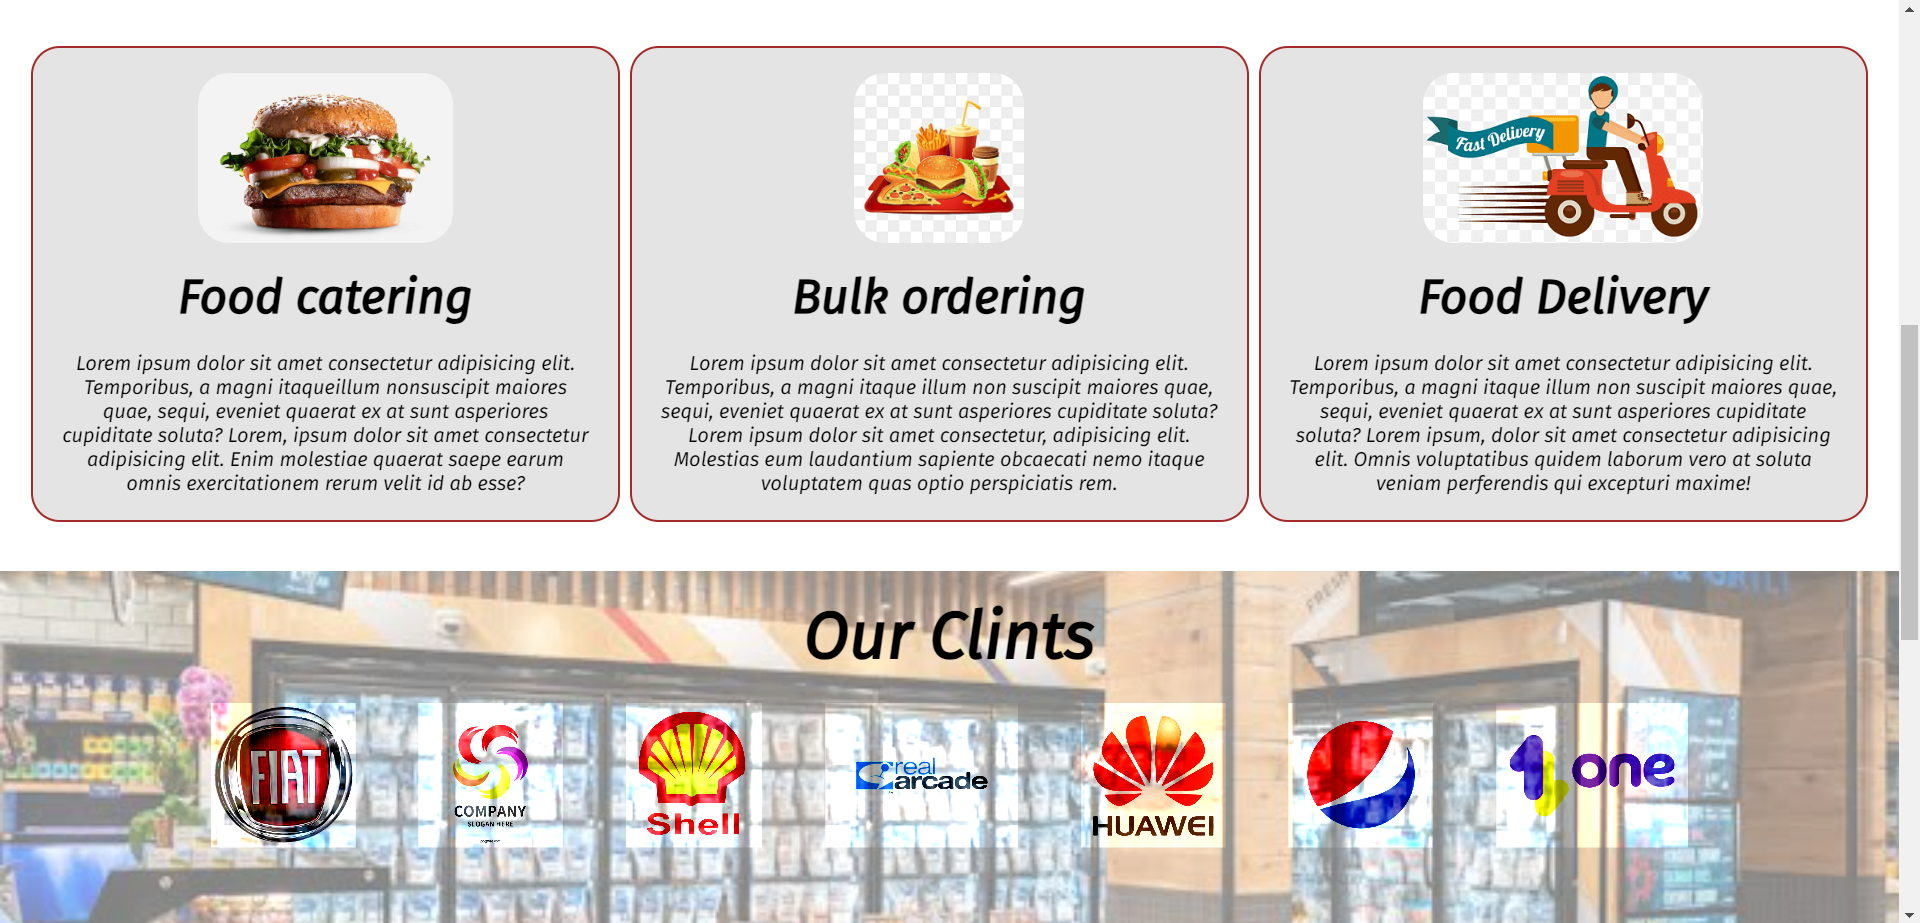 Fast Delivery
Food catering
Lorem ipsum dolor sit amet consectetur adipisicing elit.
Temporibus, a magni itaqueillum nonsuscipit maiores
quae, sequi, eveniet quaerat ex at sunt asperiores
cupiditate soluta? Lorem, ipsum dolor sit amet consectetur
adipisicing elit. Enim molestiae quaerat saepe earum
omnis exercitationem rerum velit id ab esse?
Bulk ordering
Lorem ipsum dolor sit amet consectetur adipisicing elit.
Temporibus, a magni itaque illum non suscipit maiores quae,
sequi, eveniet quaerat ex at sunt asperiores cupiditate soluta?
Lorem ipsum dolor sit amet consectetur, adipisicing elit.
Molestias eum laudantium sapiente obcaecati nemo itaque
voluptatem quas optio perspiciatis rem.
Food Delivery
Lorem ipsum dolor sit amet consectetur adipisicing elit.
Temporibus, a magni itaque illum non suscipit maiores quae,
sequi, eveniet quaerat ex at sunt asperiores cupiditate
soluta? Lorem ipsum, dolor sit amet consectetur adipisicing
elit. Omnis voluptatibus quidem laborum vero at soluta
veniam perferendis qui excepturi maxime!
FRESH
Our Clints
FIAT
COMPANY
SLOGAN HERE
Shell
real
arcade
HUAWEI
one